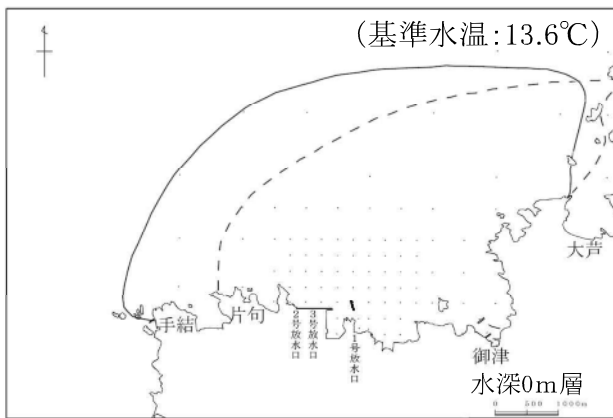 (基準水温:13.6℃)
大芦
手結
片句
2号放水口
3号放水口
1号放水口
御津
水深0m層
0 500 1000m